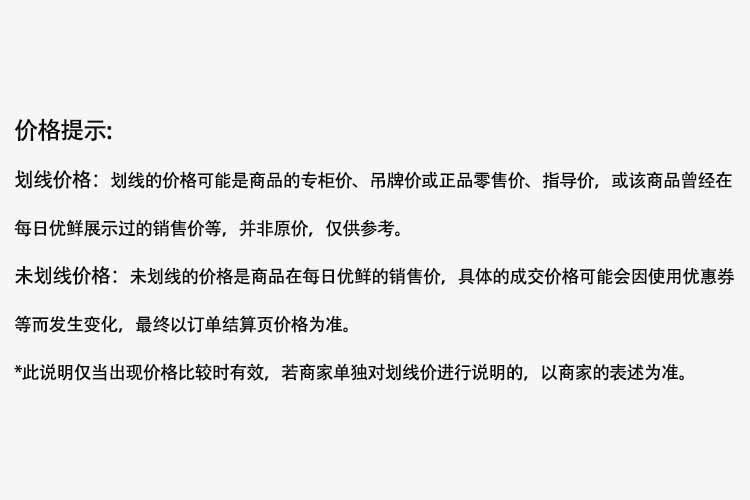 价格提示:
划线价格：划线的价格可能是商品的专柜价、吊牌价或正品零售价、指导价，或该商品曾经在
每日优鲜展示过的销售价等，并非原价，仅供参考。
未划线价格：未划线的价格是商品在每日优鲜的销售价，具体的成交价格可能会因使用优惠券
等而发生变化，最终以订单结算页价格为准。
*此说明仅当出现价格比较时有效，若商家单独对划线价进行说明的，以商家的表述为准。